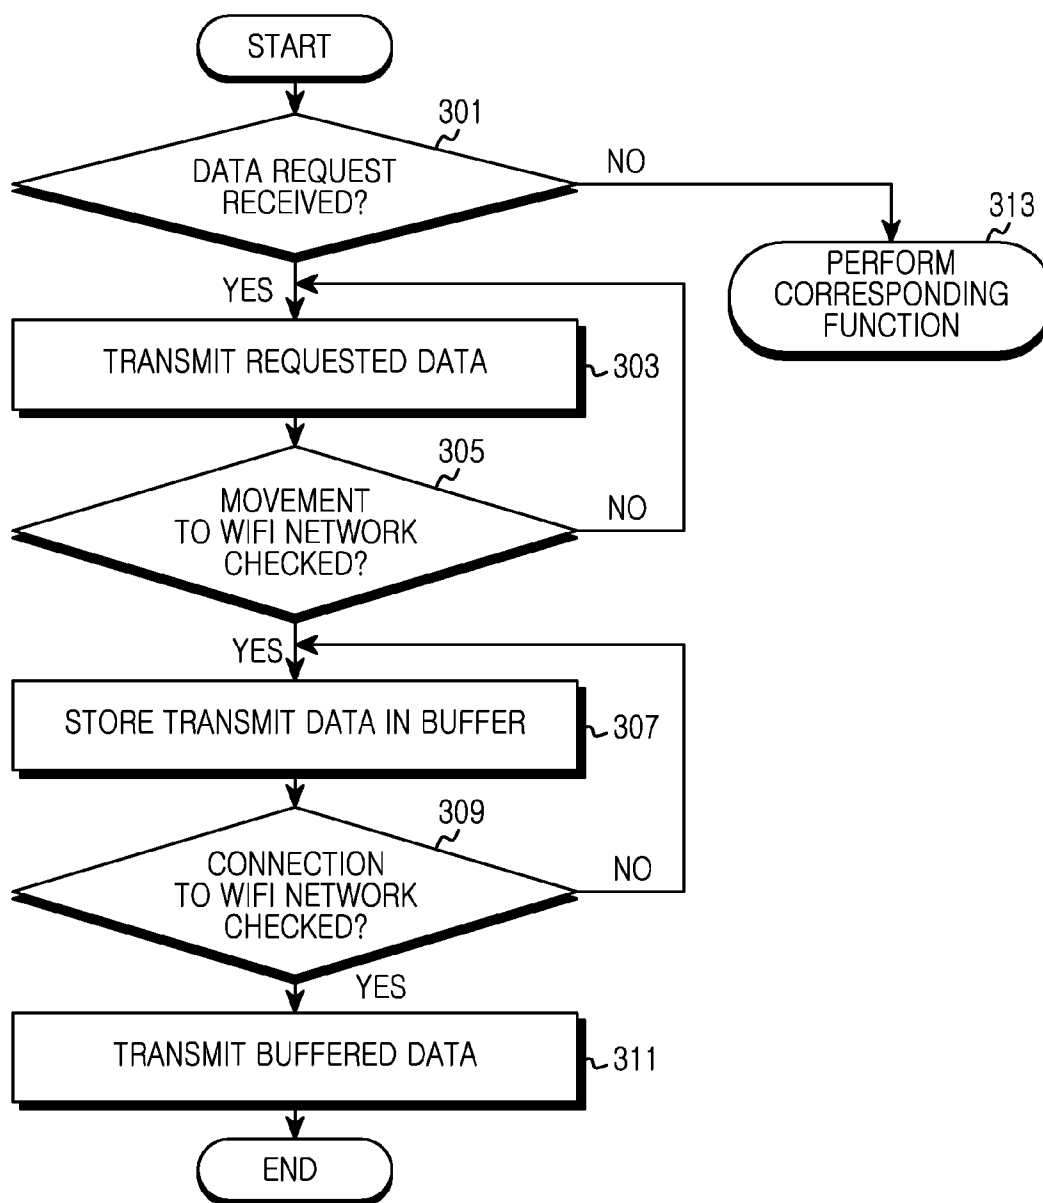 START
301
DATA REQUEST
RECEIVED?
NO
313
PERFORM
CORRESPONDING
FUNCTION
YES
TRANSMIT REQUESTED DATA
303
305
MOVEMENT
TO WIFI NETWORK
CHECKED?
NO
YES
STORE TRANSMIT DATA IN BUFFER
307
309
CONNECTION
TO WIFI NETWORK
CHECKED?
NO
YES
TRANSMIT BUFFERED DATA
311
END